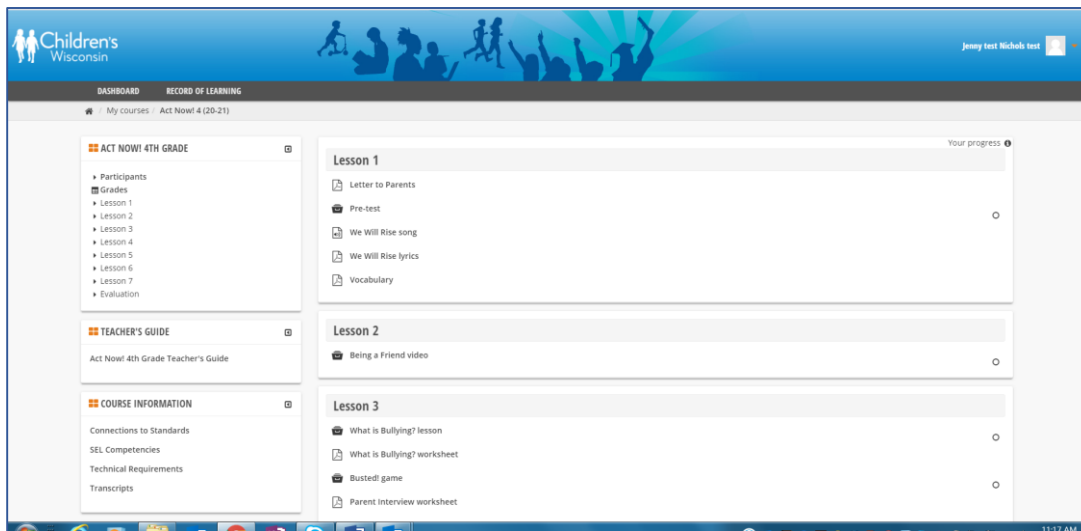 Children's
Wisconsin
Jenny test Nichols test
DASHBOARD RECORD OF LEARNING
/ My courses / Act Now! 4 (20-21)
ACT NOW! 4TH GRADE
Participants
Grades
Lesson 1
Lesson 2
Lesson 3
Lesson 4
Lesson 5
Lesson 6
Lesson 7
Evaluation
TEACHER'S GUIDE
Act Now! 4th Grade Teacher's Guide
COURSE INFORMATION
Connections to Standards
SEL Competencies
Technical Requirements
Transcripts
Your progress
Lesson 1
Letter to Parents
Pre-test
We Will Rise song
We Will Rise lyrics
Vocabulary
Lesson 2
Being a Friend video
Lesson 3
What is Bullying? lesson
What is Bullying? worksheet
Busted! game
Parent Interview worksheet
11:17 AM